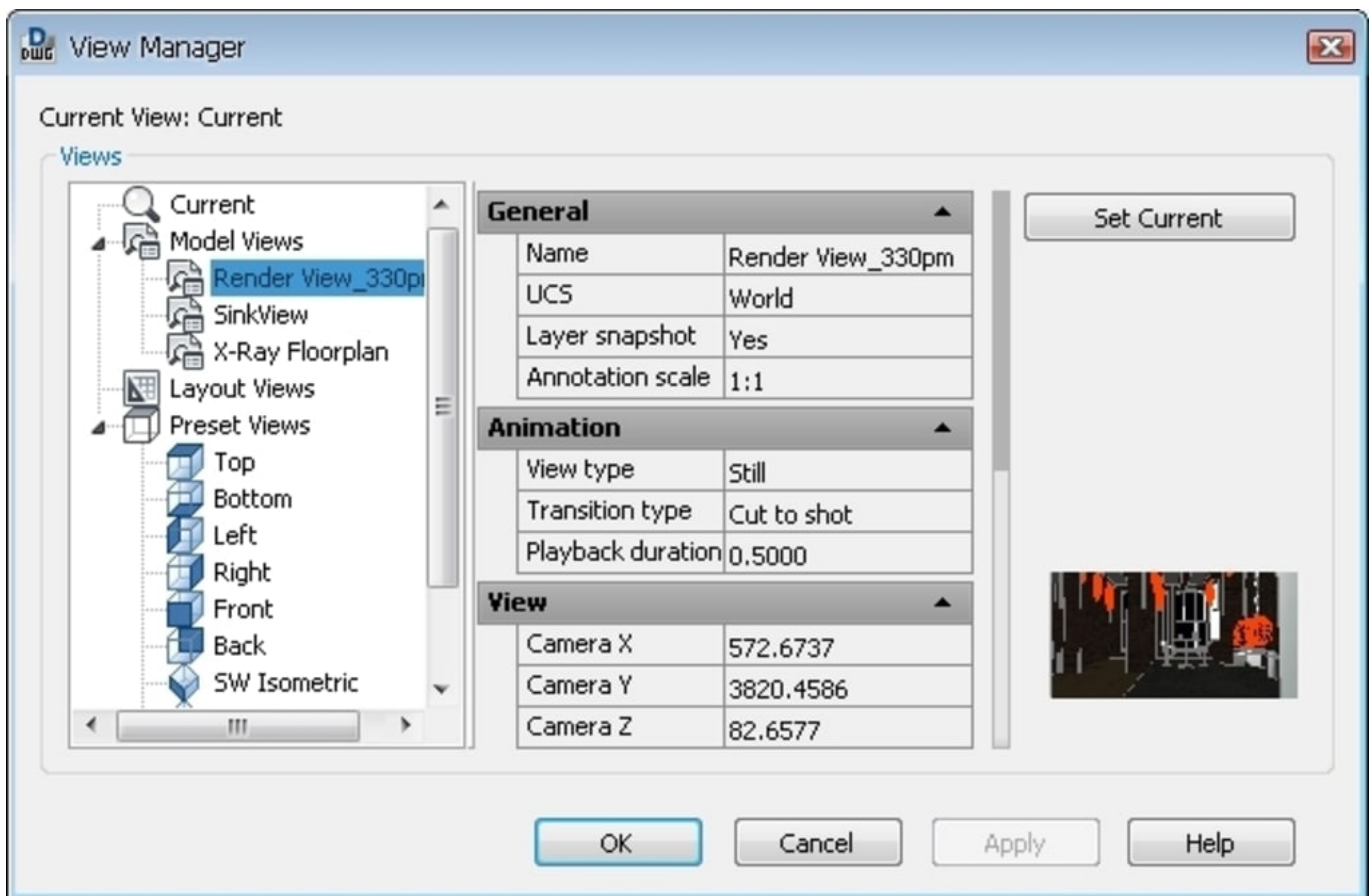 DWG View Manager
Current View: Current
Views
Current
Model Views
Render View_330p
SinkView
X-Ray Floorplan
Layout Views
Preset Views
Top
Bottom
Left
Right
Front
Back
SW Isometric
General
Name Render View_330pm
UCS World
Layer snapshot Yes
Annotation scale 1:1
Animation
View type Still
Transition type Cut to shot
Playback duration 0.5000
View
Camera X 572.6737
Camera Y 3820.4586
Camera Z 82.6577
Set Current
OK Cancel Apply Help